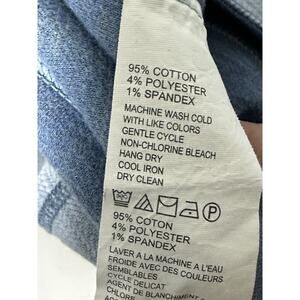 95% COTTON
4% POLYESTER
1% SPANDEX
MACHINE WASH COLD
WITH LIKE COLORS
GENTLE CYCLE
NON-CHLORINE BLEACH
HANG DRY
COOL IRON
DRY CLEAN
P
95% COTON
4% POLYESTER
1% SPANDEX
LAVER A LA MACHINE A L'EAU
FROIDE AVEC DES COULEURS
SEMBLABLES
CYCLE DELICAT
AGENT DE BLANCHIMENT
CHLORE